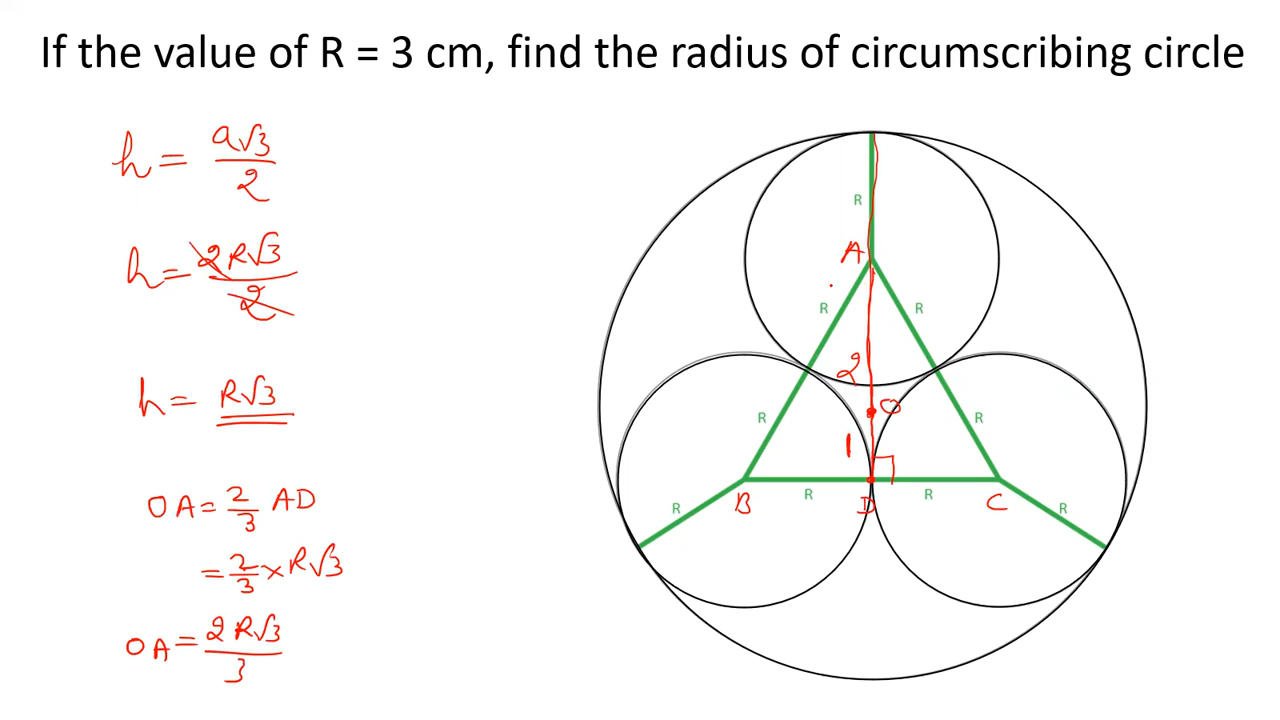 If the value of R = 3 cm, find the radius of circumscribing circle
h = a√3 / 2
h = 2R√3 / 2
h = R√3
OA = 2/3 AD
= 2/3 × R√3
OA = 2R√3 / 3
R
A
R
R
2
O
R
R
1
B
R
D
R
C
R
R